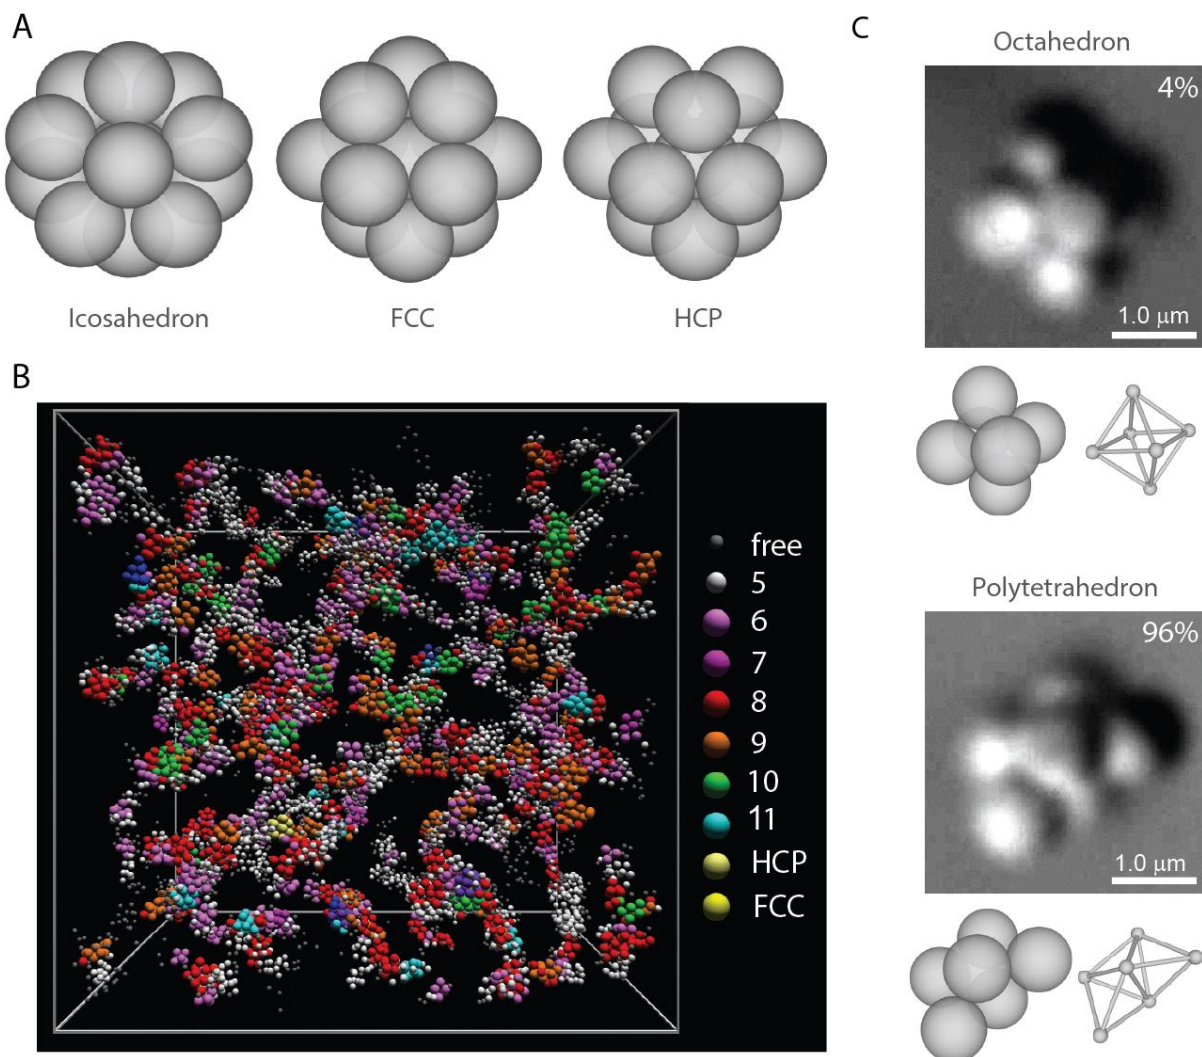 A
Icosahedron
FCC
HCP
B
free
5
6
7
8
9
10
11
HCP
FCC
C
Octahedron
4%
1.0 μm
Polytetrahedron
96%
1.0 μm